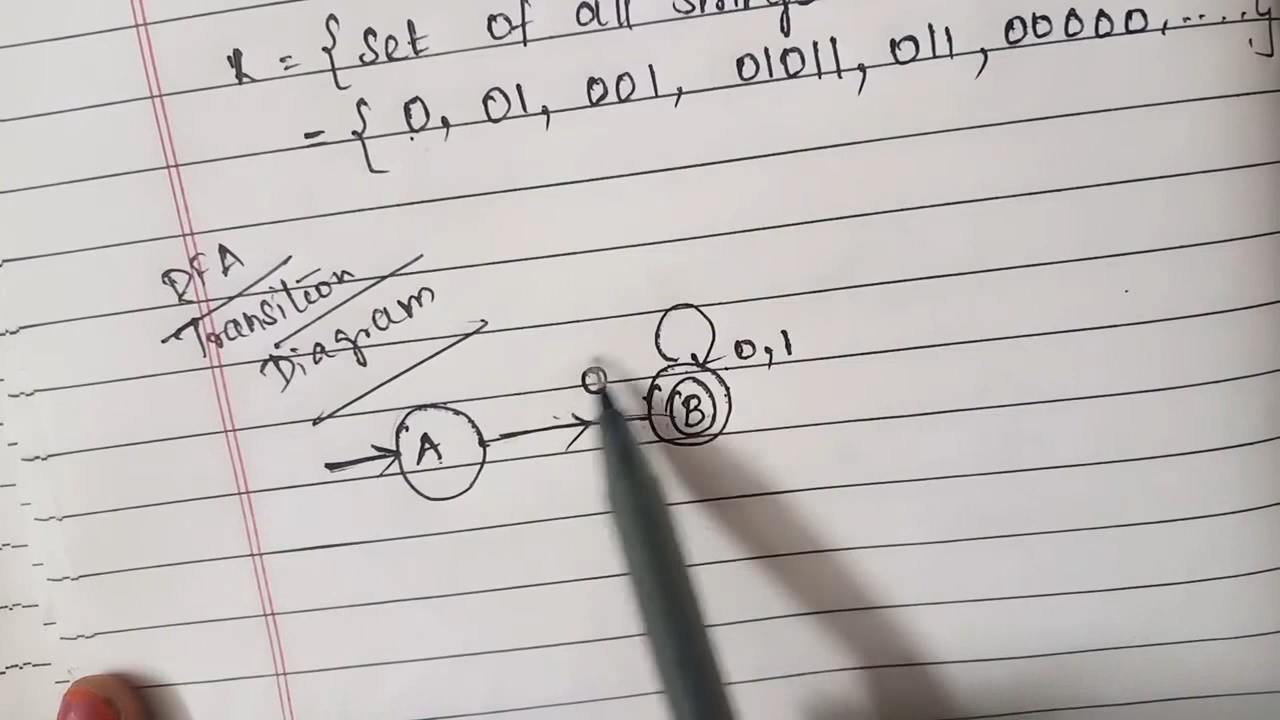 = { set of all
= { 0, 01, 001, 01011, 011, 00000, ..... }
DFA
Transition
Diagram
0
0,1
A
B